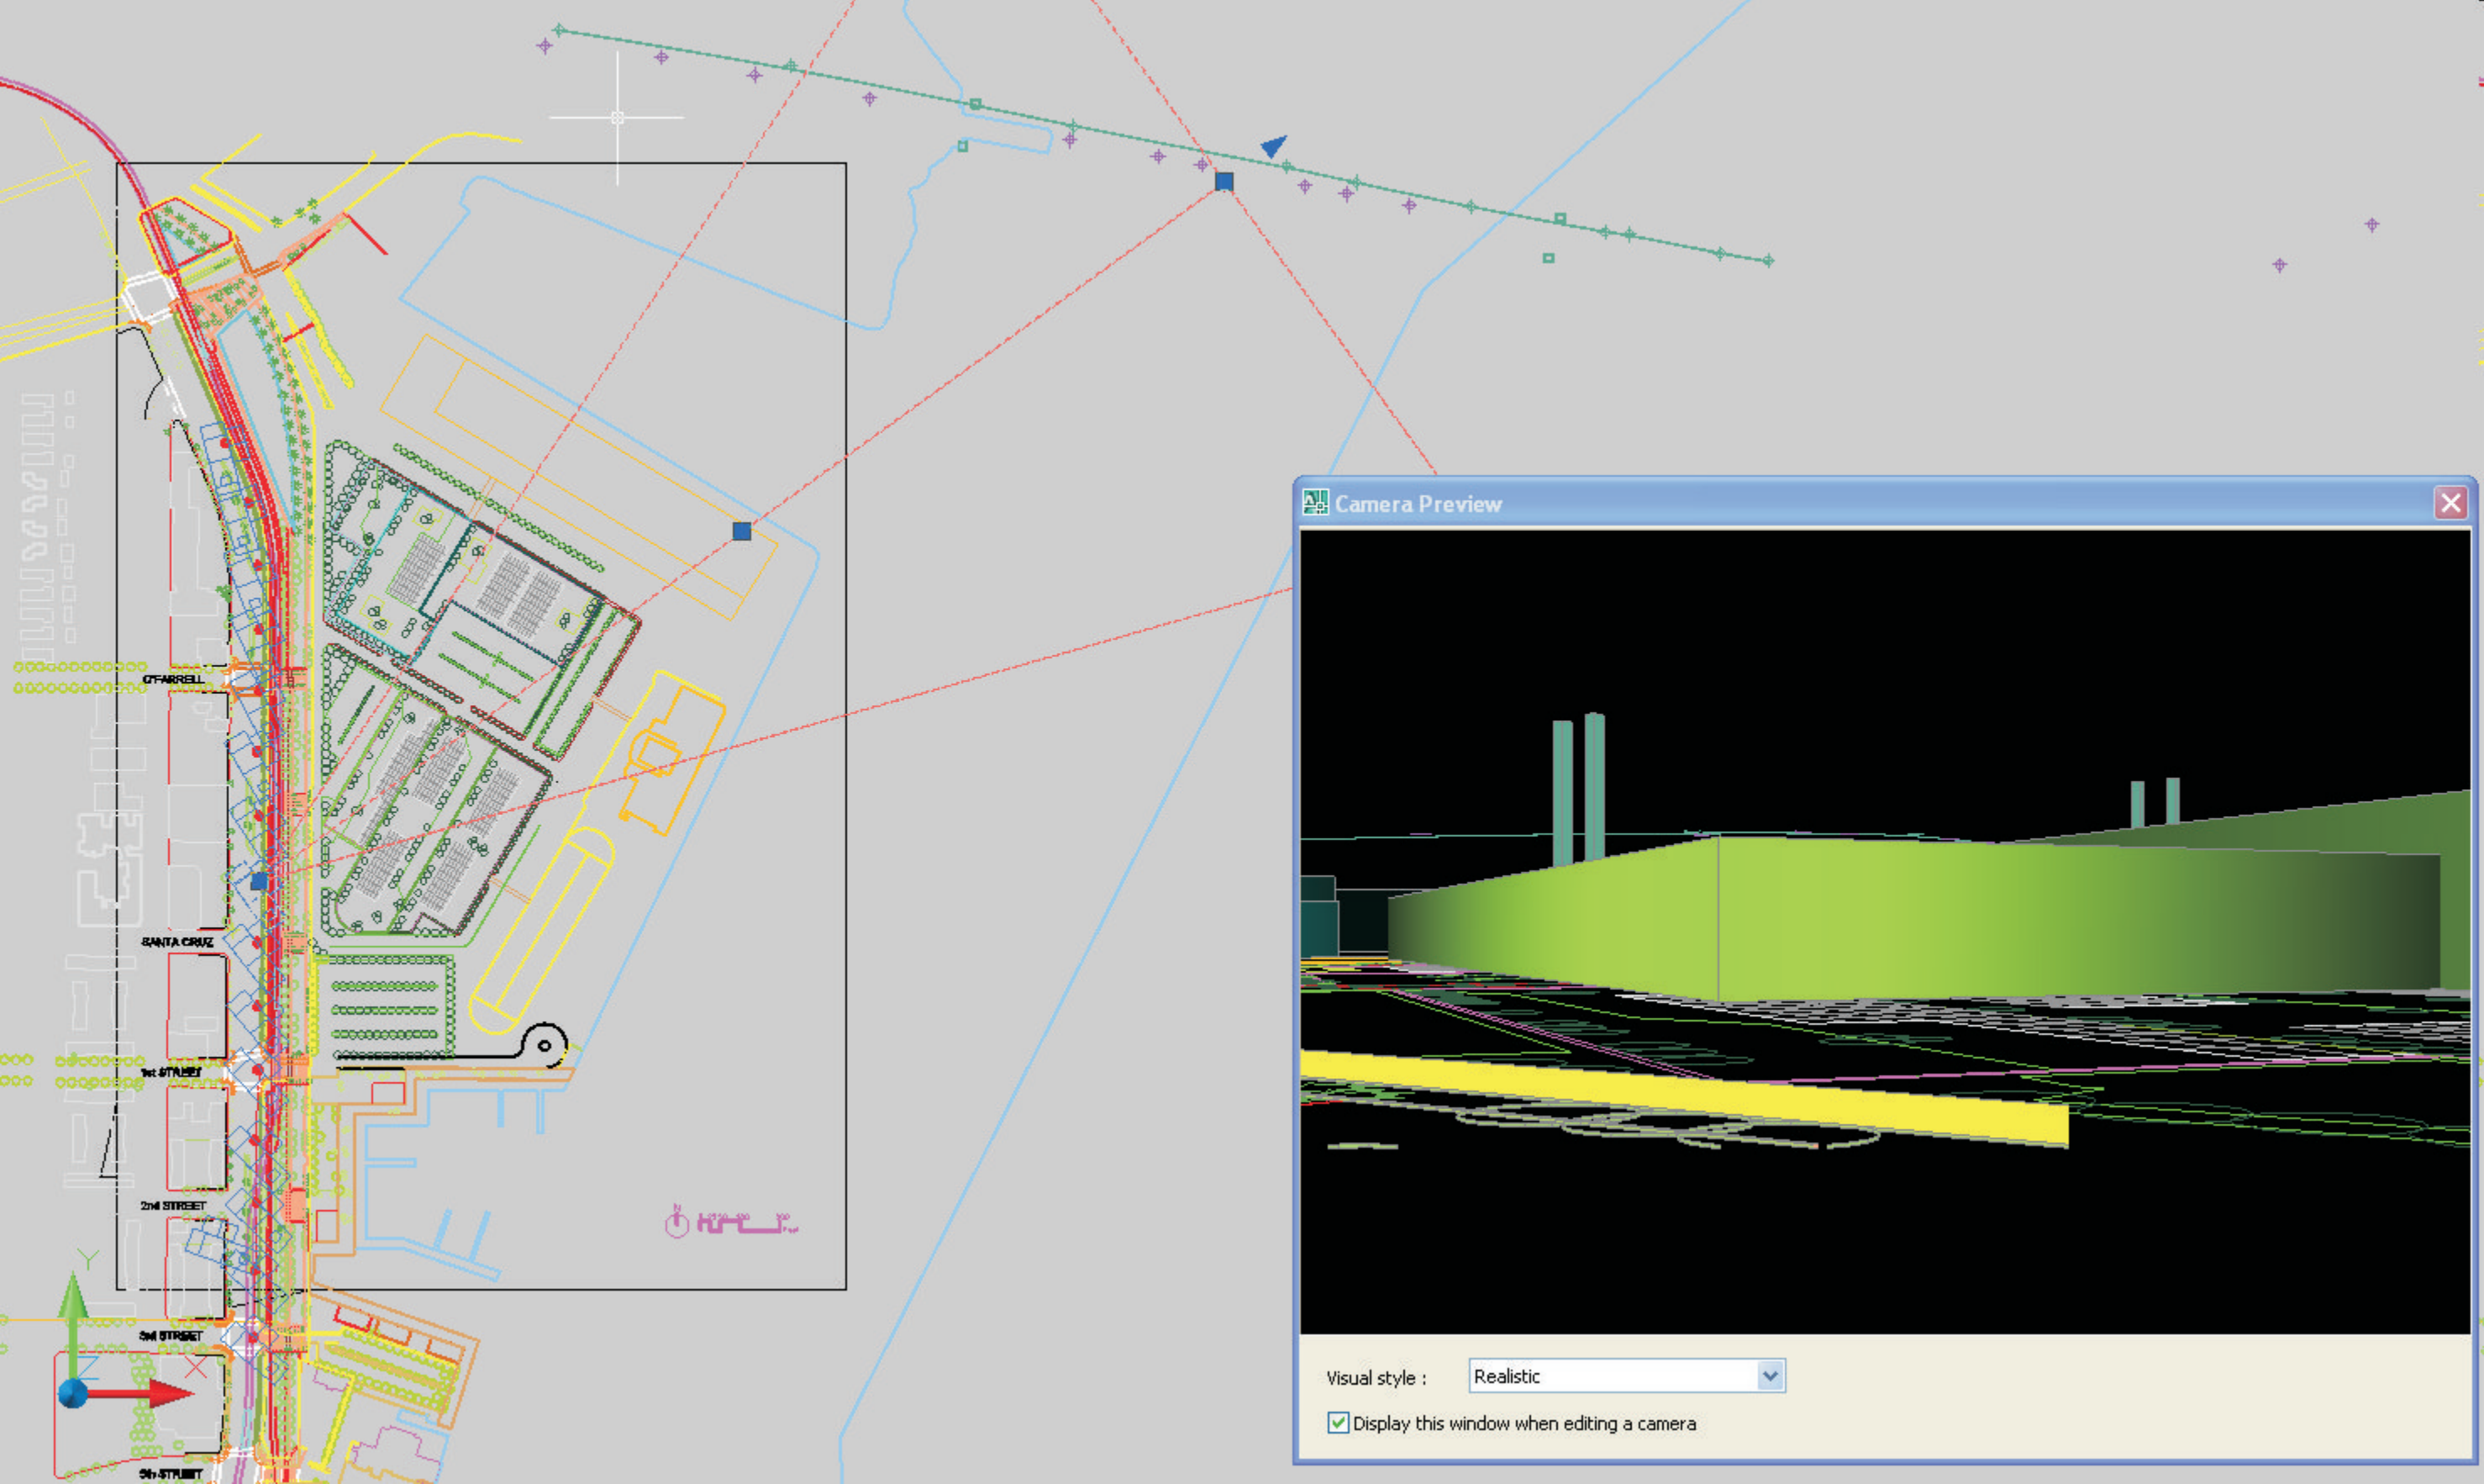 Camera Preview
O'FARRELL
SANTA CRUZ
1st STREET
2nd STREET
N
Y
3rd STREET
Z
X
Visual style :
Realistic
Display this window when editing a camera
5th STREET